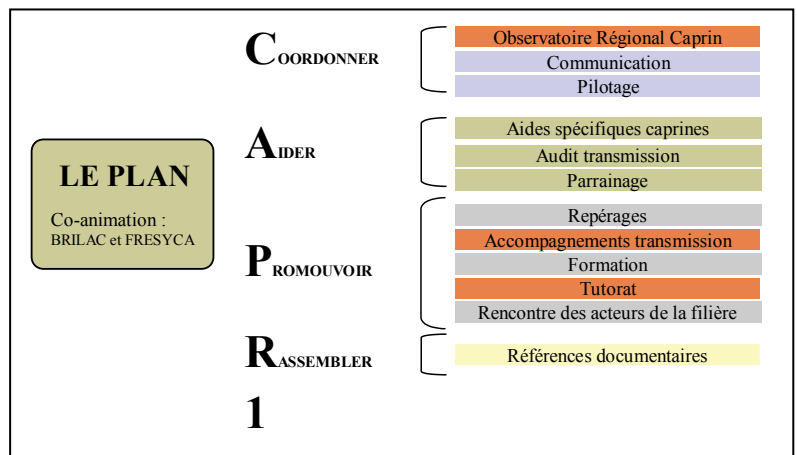 LE PLAN
Co-animation :
BRILAC et FRESYCA
COORDONNER
Observatoire Régional Caprin
Communication
Pilotage
AIDER
Aides spécifiques caprines
Audit transmission
Parrainage
PROMOUVOIR
Repérages
Accompagnements transmission
Formation
Tutorat
Rencontre des acteurs de la filière
RASSEMBLER
Références documentaires
1